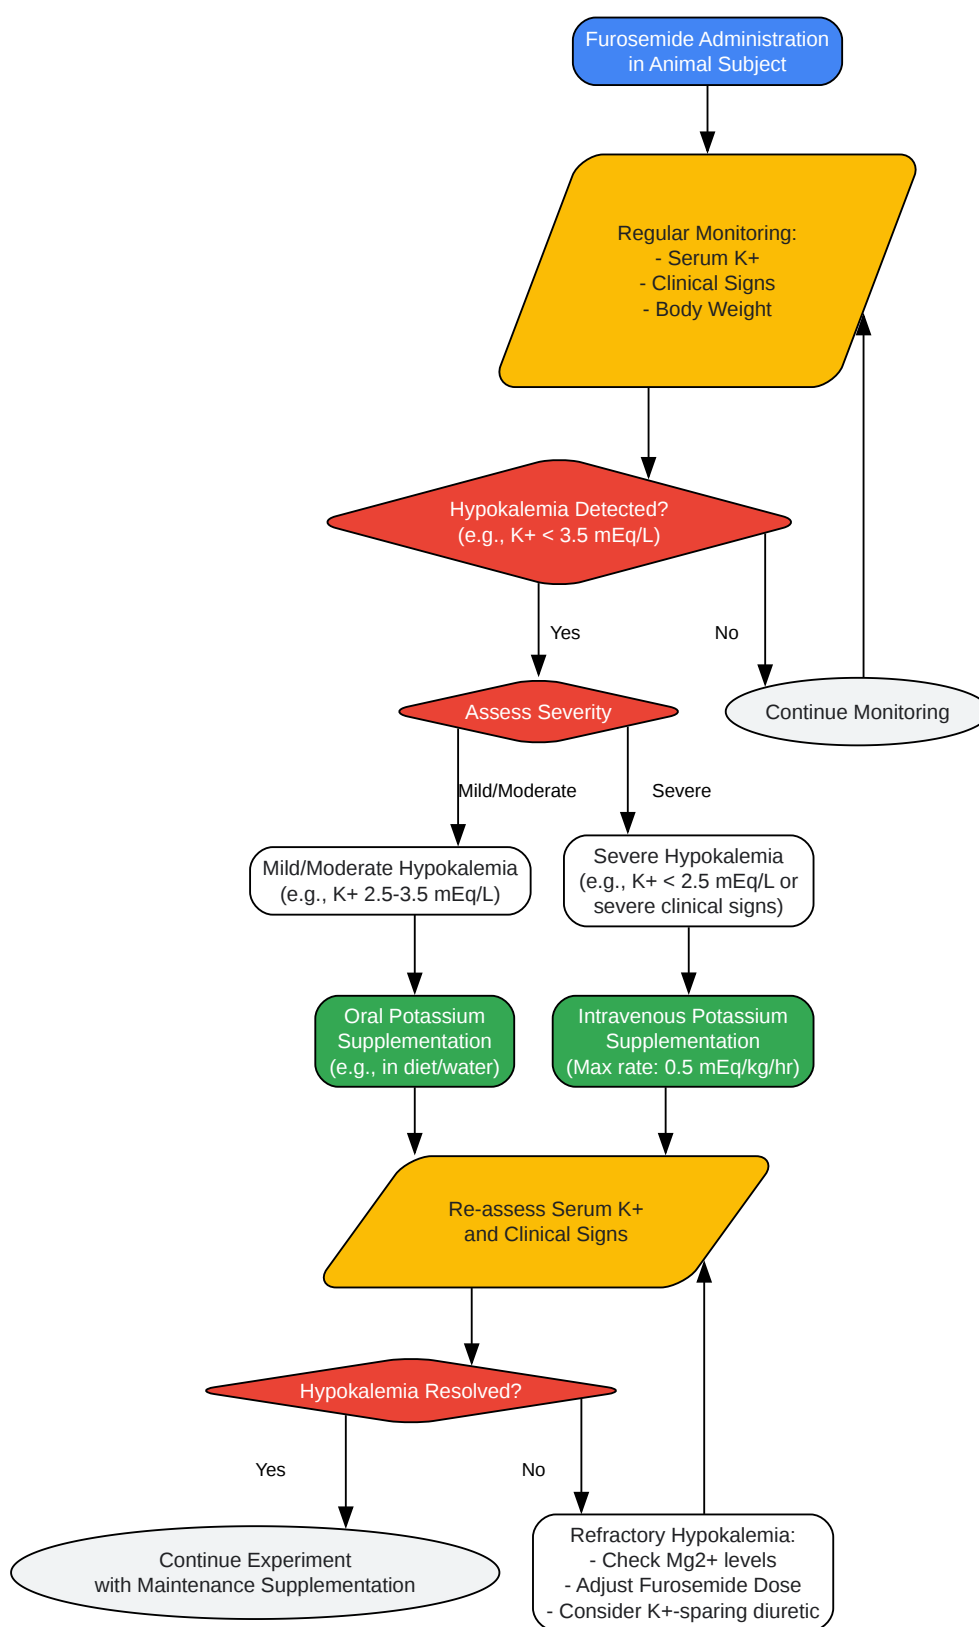 Furosemide Administration
in Animal Subject
Regular Monitoring:
- Serum K+
- Clinical Signs
- Body Weight
Hypokalemia Detected?
(e.g., K+ < 3.5 mEq/L)
Yes
No
Assess Severity
Continue Monitoring
Mild/Moderate
Severe
Mild/Moderate Hypokalemia
(e.g., K+ 2.5-3.5 mEq/L)
Severe Hypokalemia
(e.g., K+ < 2.5 mEq/L or
severe clinical signs)
Oral Potassium
Supplementation
(e.g., in diet/water)
Intravenous Potassium
Supplementation
(Max rate: 0.5 mEq/kg/hr)
Re-assess Serum K+
and Clinical Signs
Hypokalemia Resolved?
Yes
No
Continue Experiment
with Maintenance Supplementation
Refractory Hypokalemia:
- Check Mg2+ levels
- Adjust Furosemide Dose
- Consider K+-sparing diuretic